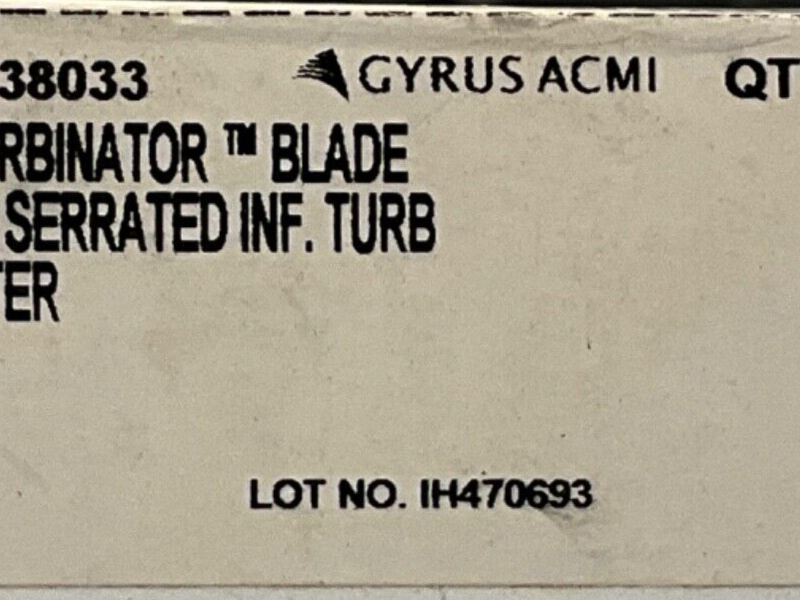 38033 GYRUS ACMI QT
RBINATOR ™ BLADE
SERRATED INF. TURB
TER
LOT NO. IH470693